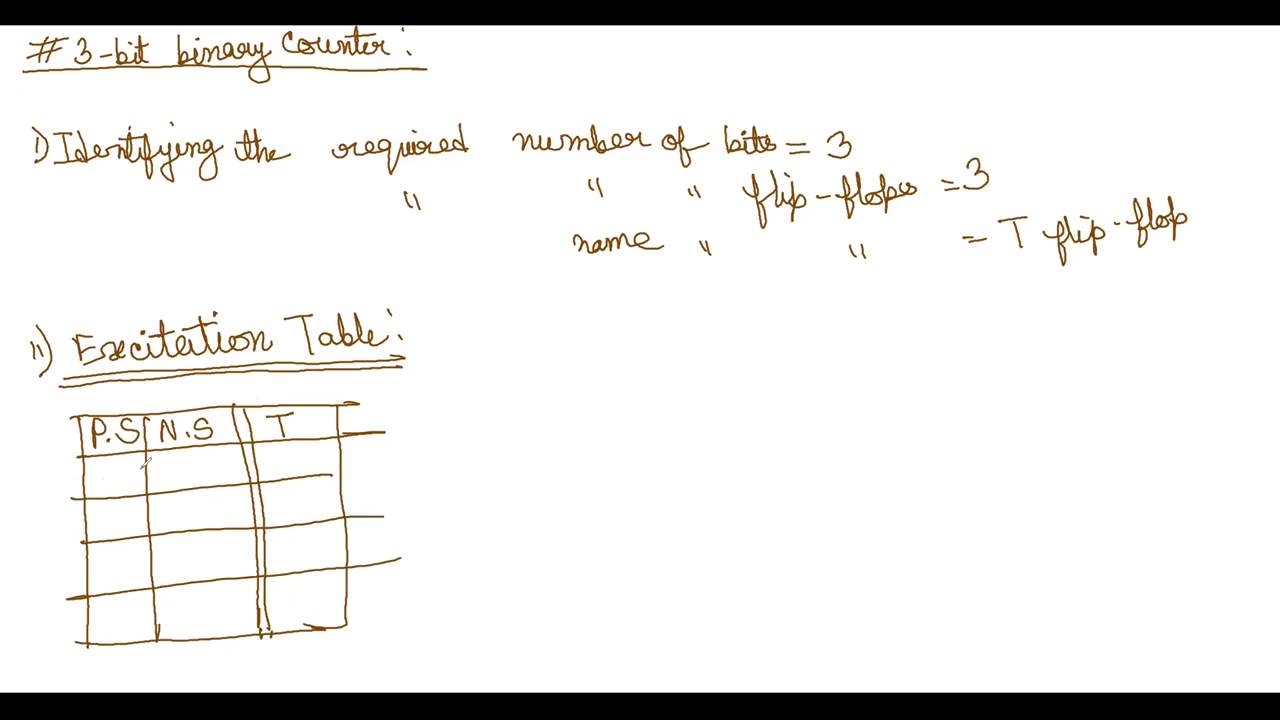 # 3-bit binary Counter:
i) Identifying the required number of bits = 3
" " " flip-flops = 3
name " " = T flip-flop
ii) Excitation Table:
P.S N.S T